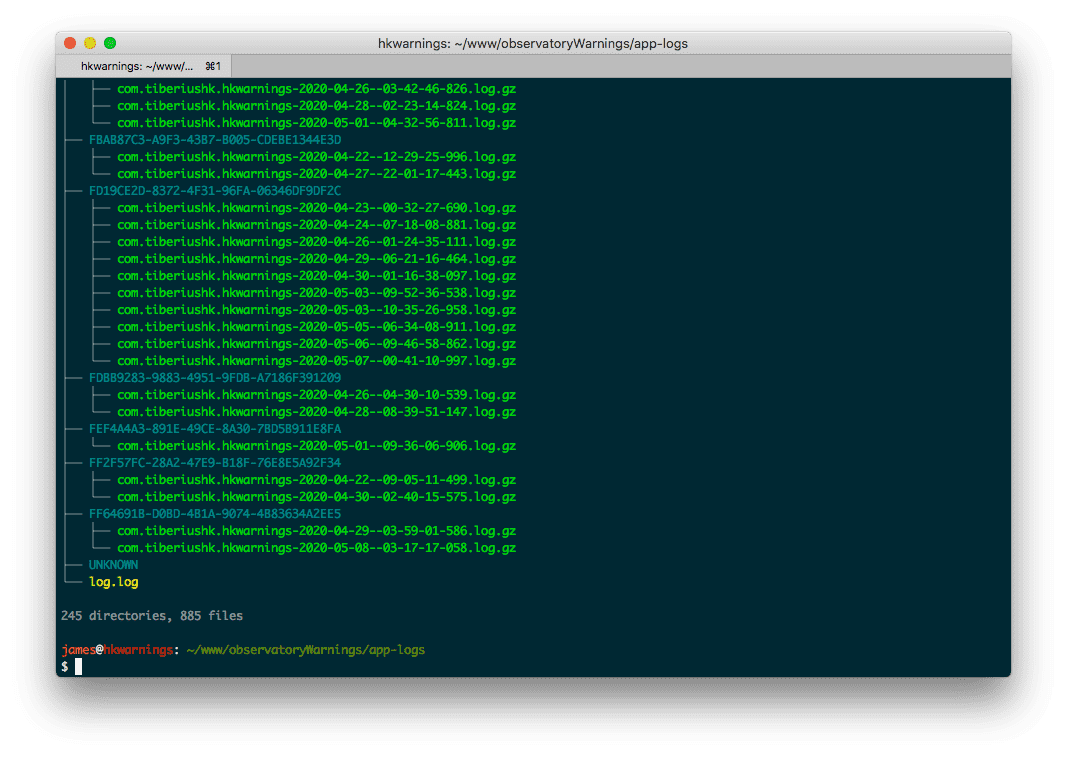 hkwarnings: ~/www/observatoryWarnings/app-logs
hkwarnings: ~/www/... ⌘1
com.tiberiushk.hkwarnings-2020-04-26--03-42-46-826.log.gz
com.tiberiushk.hkwarnings-2020-04-28--02-23-14-824.log.gz
com.tiberiushk.hkwarnings-2020-05-01--04-32-56-811.log.gz
FBAB87C3-A9F3-43B7-B005-CDEBE1344E3D
com.tiberiushk.hkwarnings-2020-04-22--12-29-25-996.log.gz
com.tiberiushk.hkwarnings-2020-04-27--22-01-17-443.log.gz
FD19CE2D-8372-4F31-96FA-06346DF9DF2C
com.tiberiushk.hkwarnings-2020-04-23--00-32-27-690.log.gz
com.tiberiushk.hkwarnings-2020-04-24--07-18-08-881.log.gz
com.tiberiushk.hkwarnings-2020-04-26--01-24-35-111.log.gz
com.tiberiushk.hkwarnings-2020-04-29--06-21-16-464.log.gz
com.tiberiushk.hkwarnings-2020-04-30--01-16-38-097.log.gz
com.tiberiushk.hkwarnings-2020-05-03--09-52-36-538.log.gz
com.tiberiushk.hkwarnings-2020-05-03--10-35-26-958.log.gz
com.tiberiushk.hkwarnings-2020-05-05--06-34-08-911.log.gz
com.tiberiushk.hkwarnings-2020-05-06--09-46-58-862.log.gz
com.tiberiushk.hkwarnings-2020-05-07--00-41-10-997.log.gz
FDBB9283-9883-4951-9FDB-A7186F391209
com.tiberiushk.hkwarnings-2020-04-26--04-30-10-539.log.gz
com.tiberiushk.hkwarnings-2020-04-28--08-39-51-147.log.gz
FEF4A4A3-891E-49CE-8A30-7BD5B911E8FA
com.tiberiushk.hkwarnings-2020-05-01--09-36-06-906.log.gz
FF2F57FC-28A2-47E9-B18F-76E8E5A92F34
com.tiberiushk.hkwarnings-2020-04-22--09-05-11-499.log.gz
com.tiberiushk.hkwarnings-2020-04-30--02-40-15-575.log.gz
FF64691B-D0BD-4B1A-9074-4B83634A2EE5
com.tiberiushk.hkwarnings-2020-04-29--03-59-01-586.log.gz
com.tiberiushk.hkwarnings-2020-05-08--03-17-17-058.log.gz
UNKNOWN
log.log
245 directories, 885 files
james@hkwarnings: ~/www/observatoryWarnings/app-logs
$